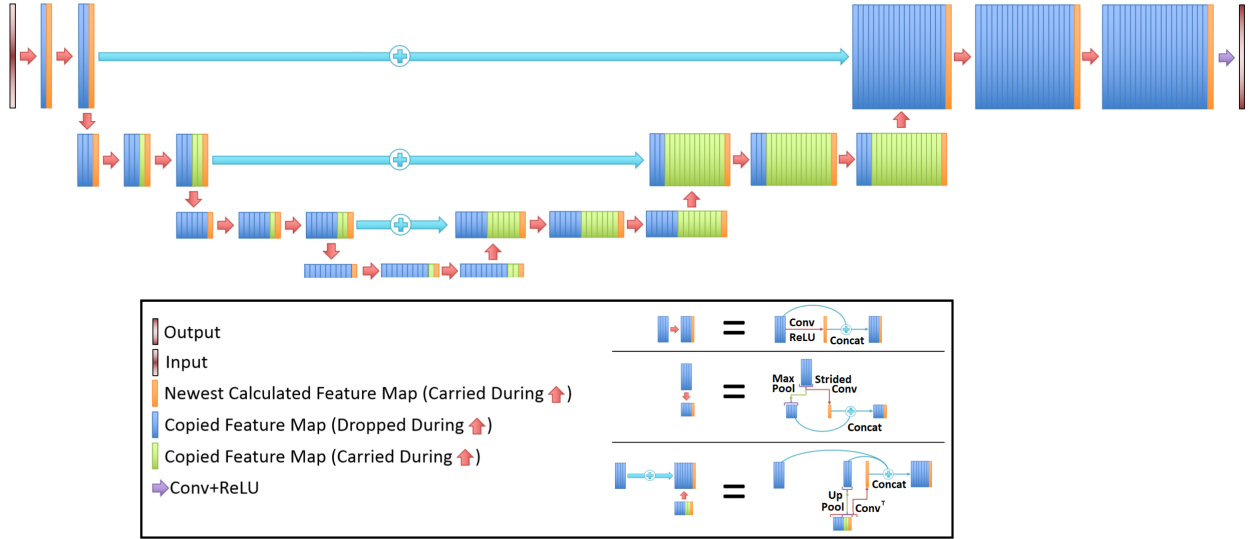 Output
Input
Newest Calculated Feature Map (Carried During )
Copied Feature Map (Dropped During )
Copied Feature Map (Carried During )
Conv+ReLU
=
Conv
ReLU
Concat
=
Max
Pool
Strided
Conv
Concat
=
Concat
Up
Pool
Conv T